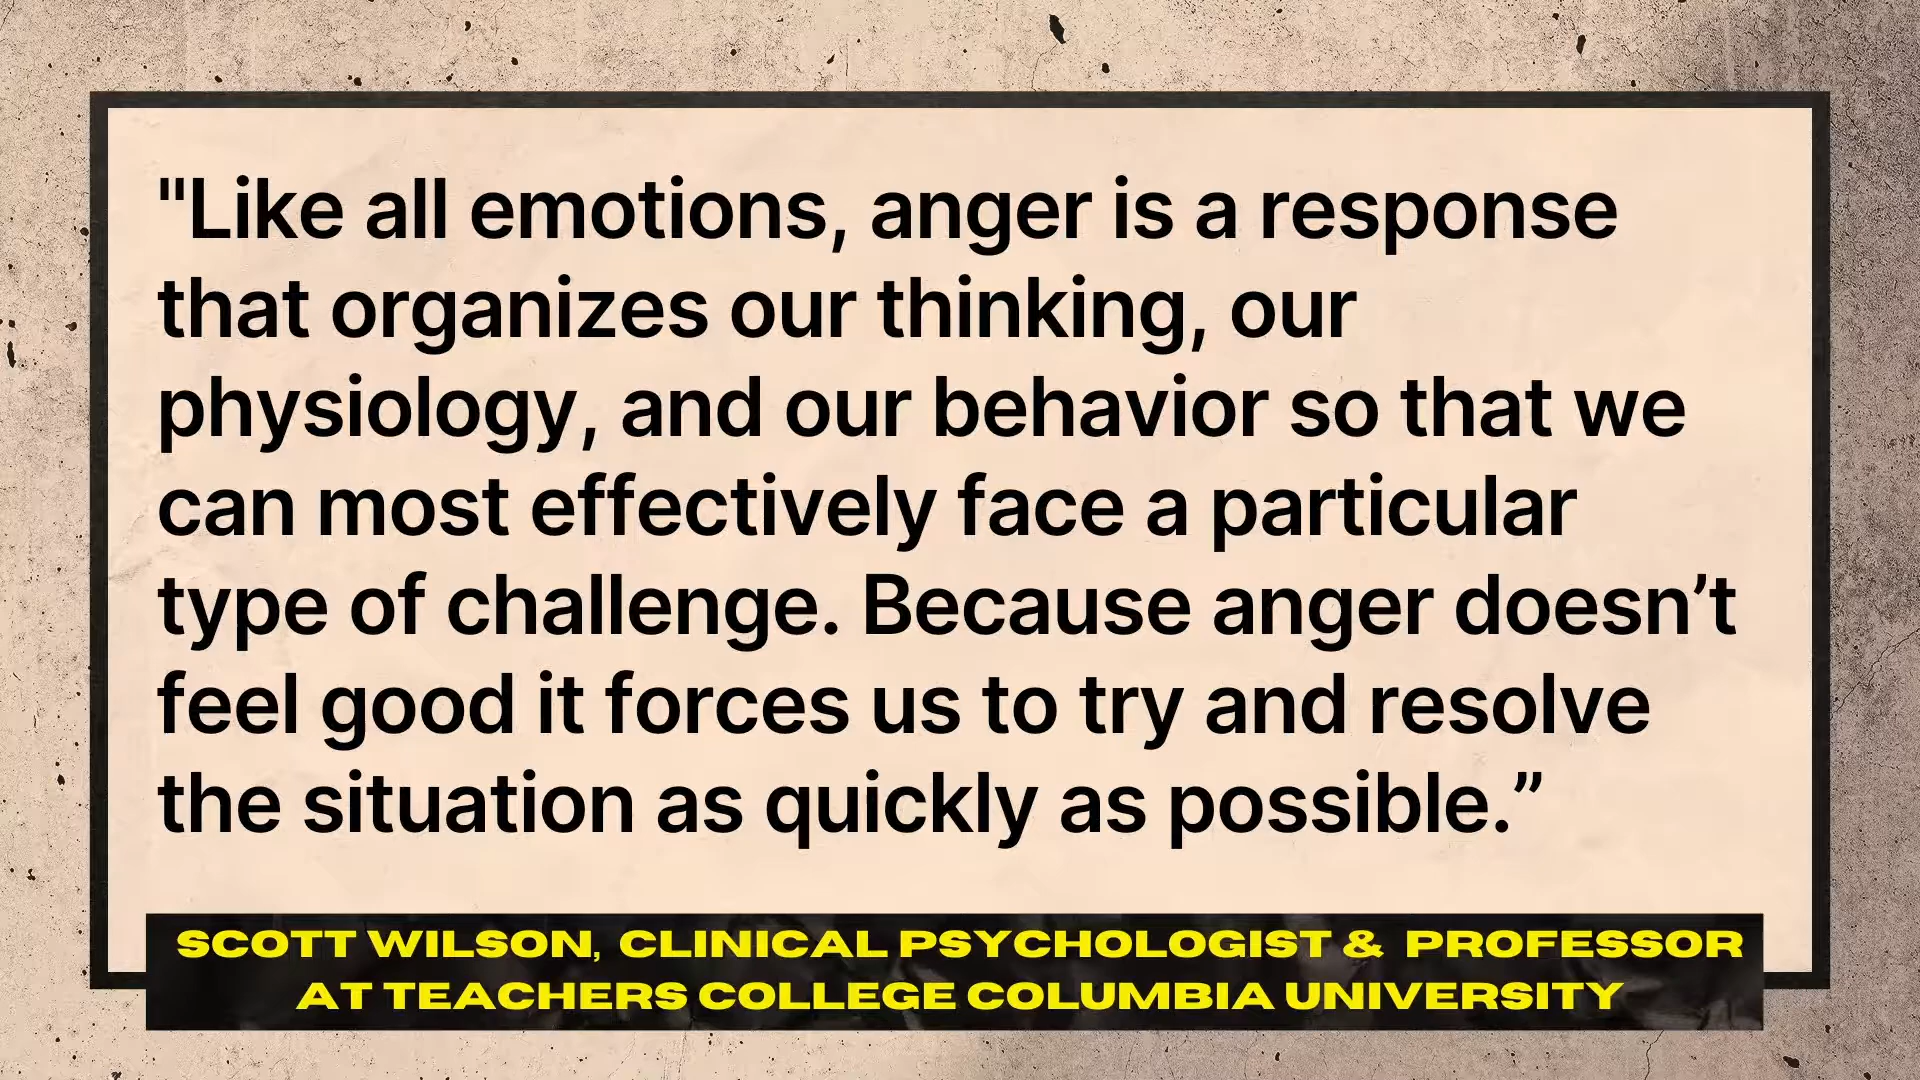 "Like all emotions, anger is a response
that organizes our thinking, our
physiology, and our behavior so that we
can most effectively face a particular
type of challenge. Because anger doesn’t
feel good it forces us to try and resolve
the situation as quickly as possible.”
SCOTT WILSON, CLINICAL PSYCHOLOGIST & PROFESSOR
AT TEACHERS COLLEGE COLUMBIA UNIVERSITY